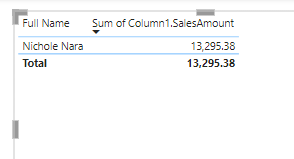 Full Name Sum of Column1.SalesAmount
Nichole Nara 13,295.38
Total 13,295.38